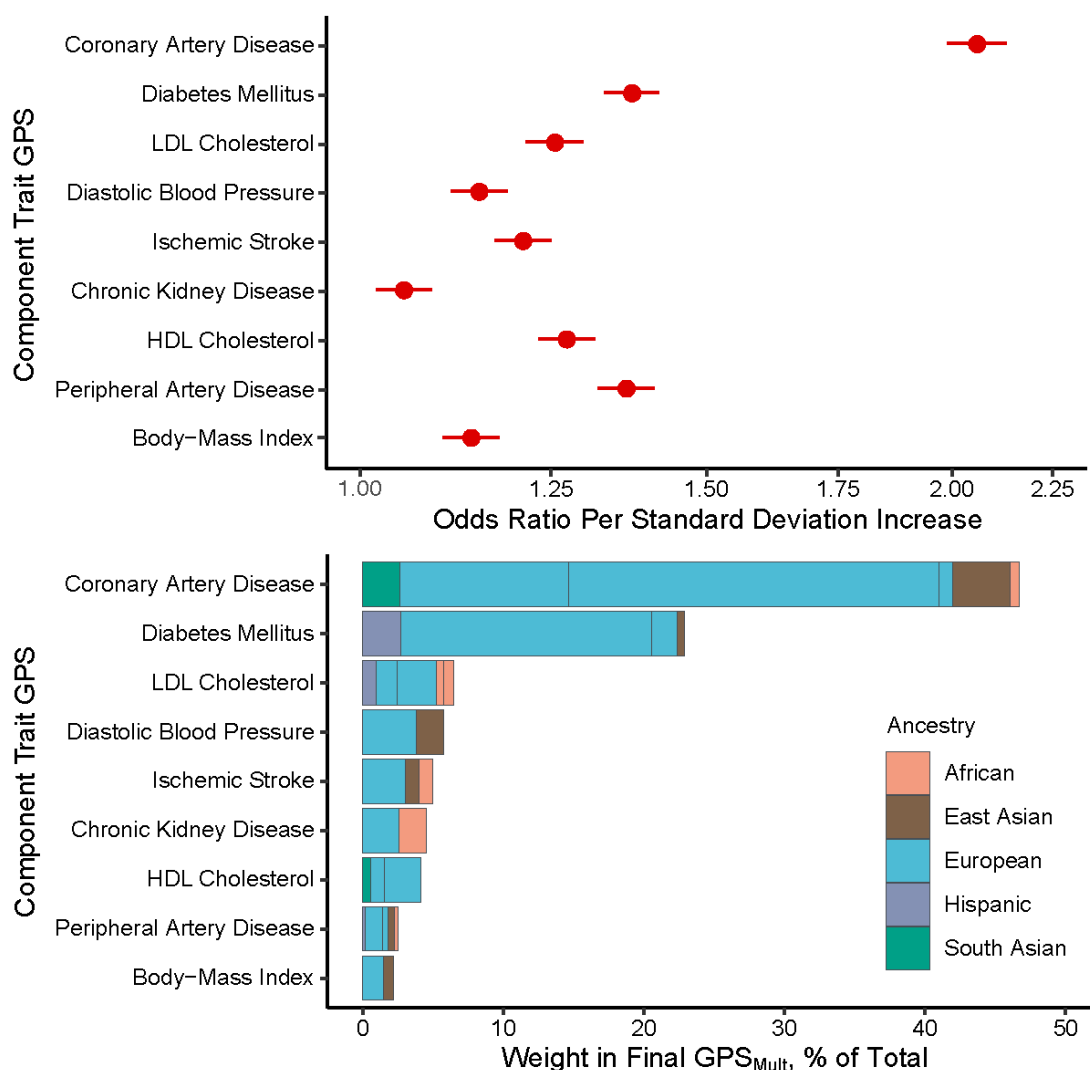 Component Trait GPS
Coronary Artery Disease
Diabetes Mellitus
LDL Cholesterol
Diastolic Blood Pressure
Ischemic Stroke
Chronic Kidney Disease
HDL Cholesterol
Peripheral Artery Disease
Body−Mass Index
1.00 1.25 1.50 1.75 2.00 2.25
Odds Ratio Per Standard Deviation Increase
Component Trait GPS
Coronary Artery Disease
Diabetes Mellitus
LDL Cholesterol
Diastolic Blood Pressure
Ischemic Stroke
Chronic Kidney Disease
HDL Cholesterol
Peripheral Artery Disease
Body−Mass Index
Ancestry
African
East Asian
European
Hispanic
South Asian
0 10 20 30 40 50
Weight in Final GPSMult, % of Total